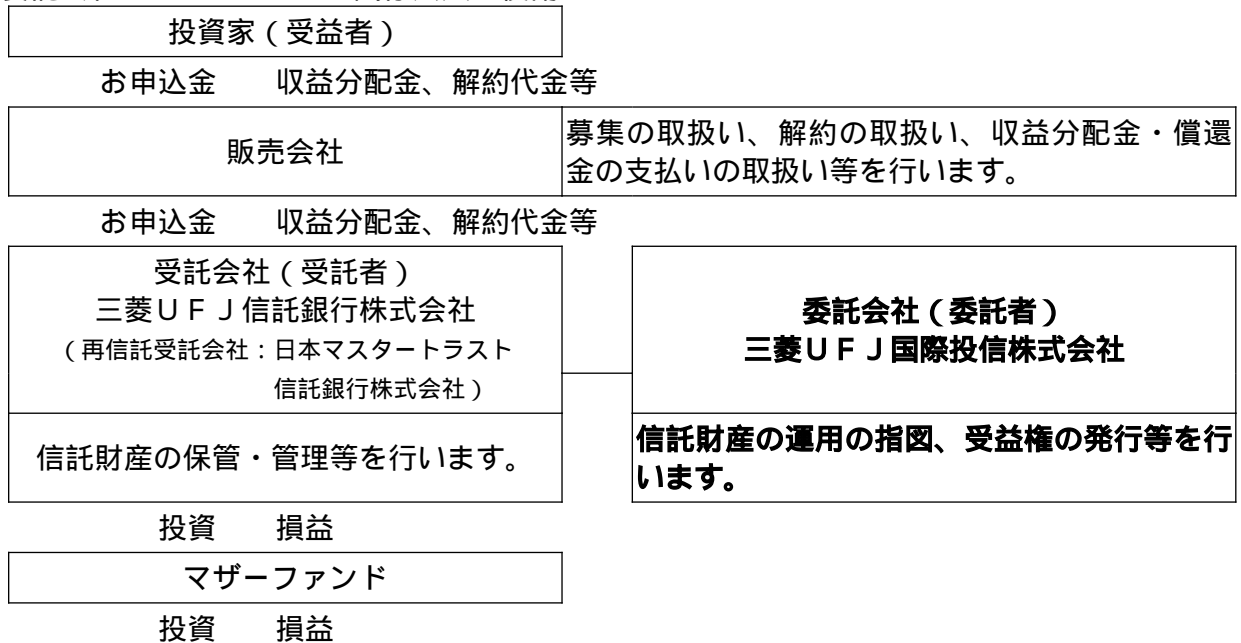 投資家（受益者）
お申込金　　収益分配金、解約代金等
販売会社
募集の取扱い、解約の取扱い、収益分配金・償還
金の支払いの取扱い等を行います。
お申込金　　収益分配金、解約代金等
受託会社（受託者）
三菱ＵＦＪ信託銀行株式会社
（再信託受託会社：日本マスタートラスト
信託銀行株式会社）
委託会社（委託者）
三菱ＵＦＪ国際投信株式会社
信託財産の保管・管理等を行います。
信託財産の運用の指図、受益権の発行等を行
います。
投資　　損益
マザーファンド
投資　　損益